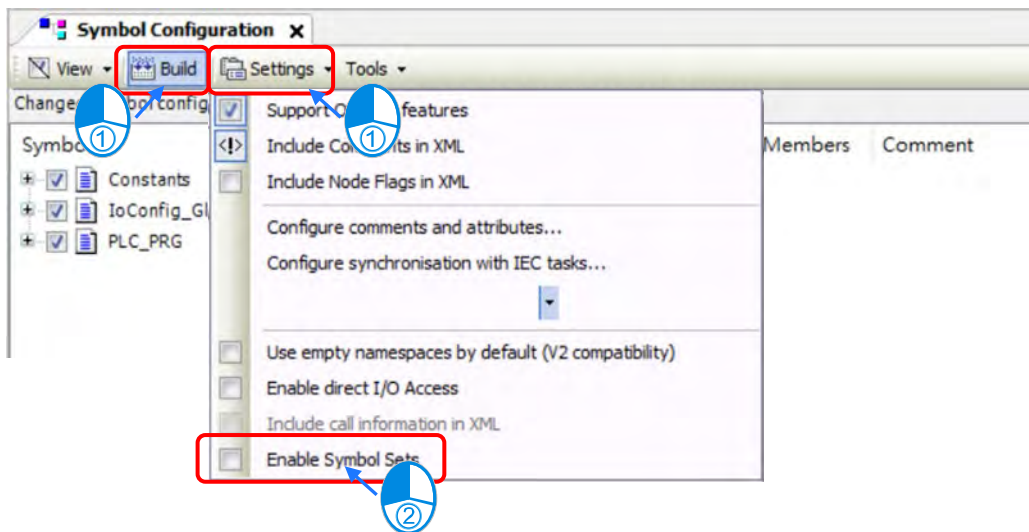 Symbol Configuration x
View Build Settings Tools
Change
Symbo Members Comment
Constants
IoConfig_Gl
PLC_PRG
Support O features
Include Co ts in XML
Include Node Flags in XML
Configure comments and attributes...
Configure synchronisation with IEC tasks...
Use empty namespaces by default (V2 compatibility)
Enable direct I/O Access
Include call information in XML
Enable Symbol Sets
①
①
②